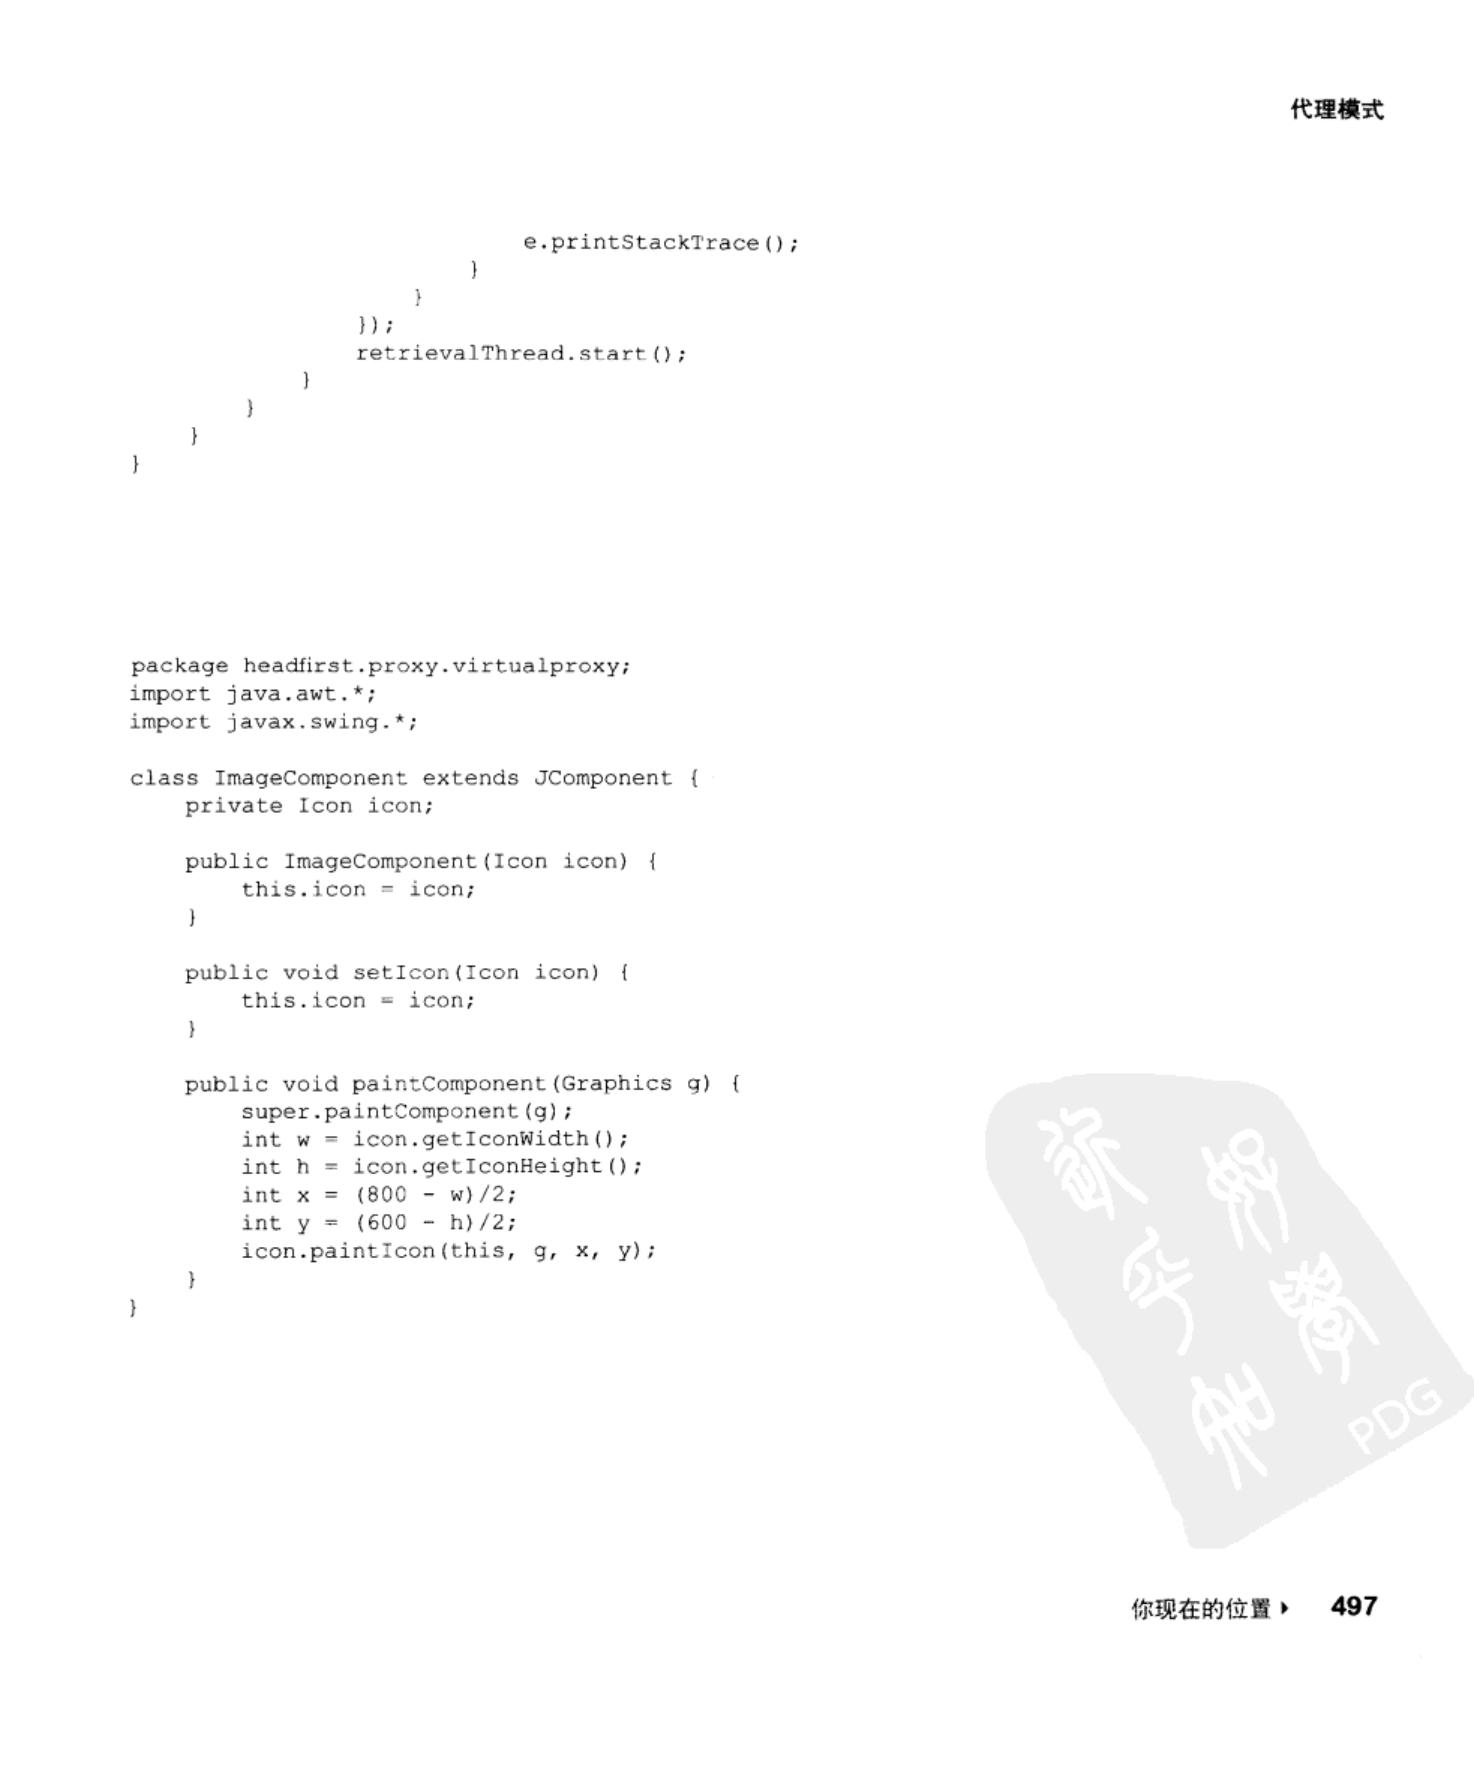 代理模式
                            e.printStackTrace();
                        }
                    }
                });
                retrievalThread.start();
            }
        }
    }
}
package headfirst.proxy.virtualproxy;
import java.awt.*;
import javax.swing.*;
class ImageComponent extends JComponent {
    private Icon icon;
    public ImageComponent(Icon icon) {
        this.icon = icon;
    }
    public void setIcon(Icon icon) {
        this.icon = icon;
    }
    public void paintComponent(Graphics g) {
        super.paintComponent(g);
        int w = icon.getIconWidth();
        int h = icon.getIconHeight();
        int x = (800 - w)/2;
        int y = (600 - h)/2;
        icon.paintIcon(this, g, x, y);
    }
}
PDG
你现在的位置▸ 497